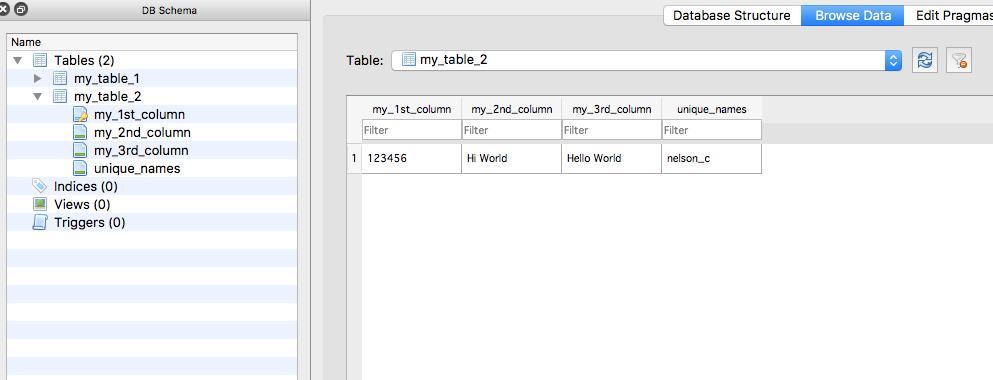 DB Schema
Name
Tables (2)
my_table_1
my_table_2
my_1st_column
my_2nd_column
my_3rd_column
unique_names
Indices (0)
Views (0)
Triggers (0)
Database Structure Browse Data Edit Pragmas
Table: my_table_2
my_1st_column my_2nd_column my_3rd_column unique_names
Filter Filter Filter Filter
1 123456 Hi World Hello World nelson_c